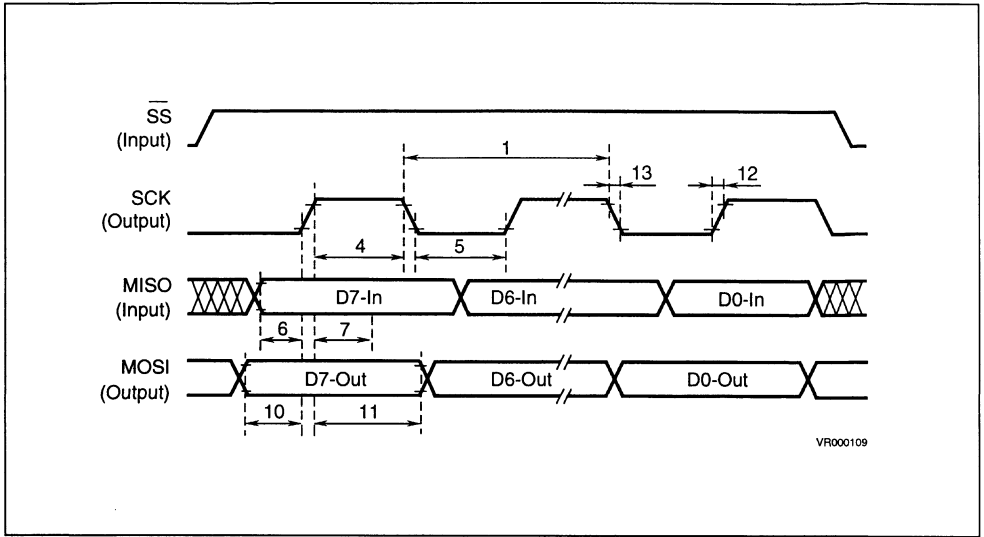 SS
(Input)
1
13
12
SCK
(Output)
4
5
MISO
(Input)
D7-In
D6-In
D0-In
6
7
MOSI
(Output)
D7-Out
D6-Out
D0-Out
10
11
VR000109